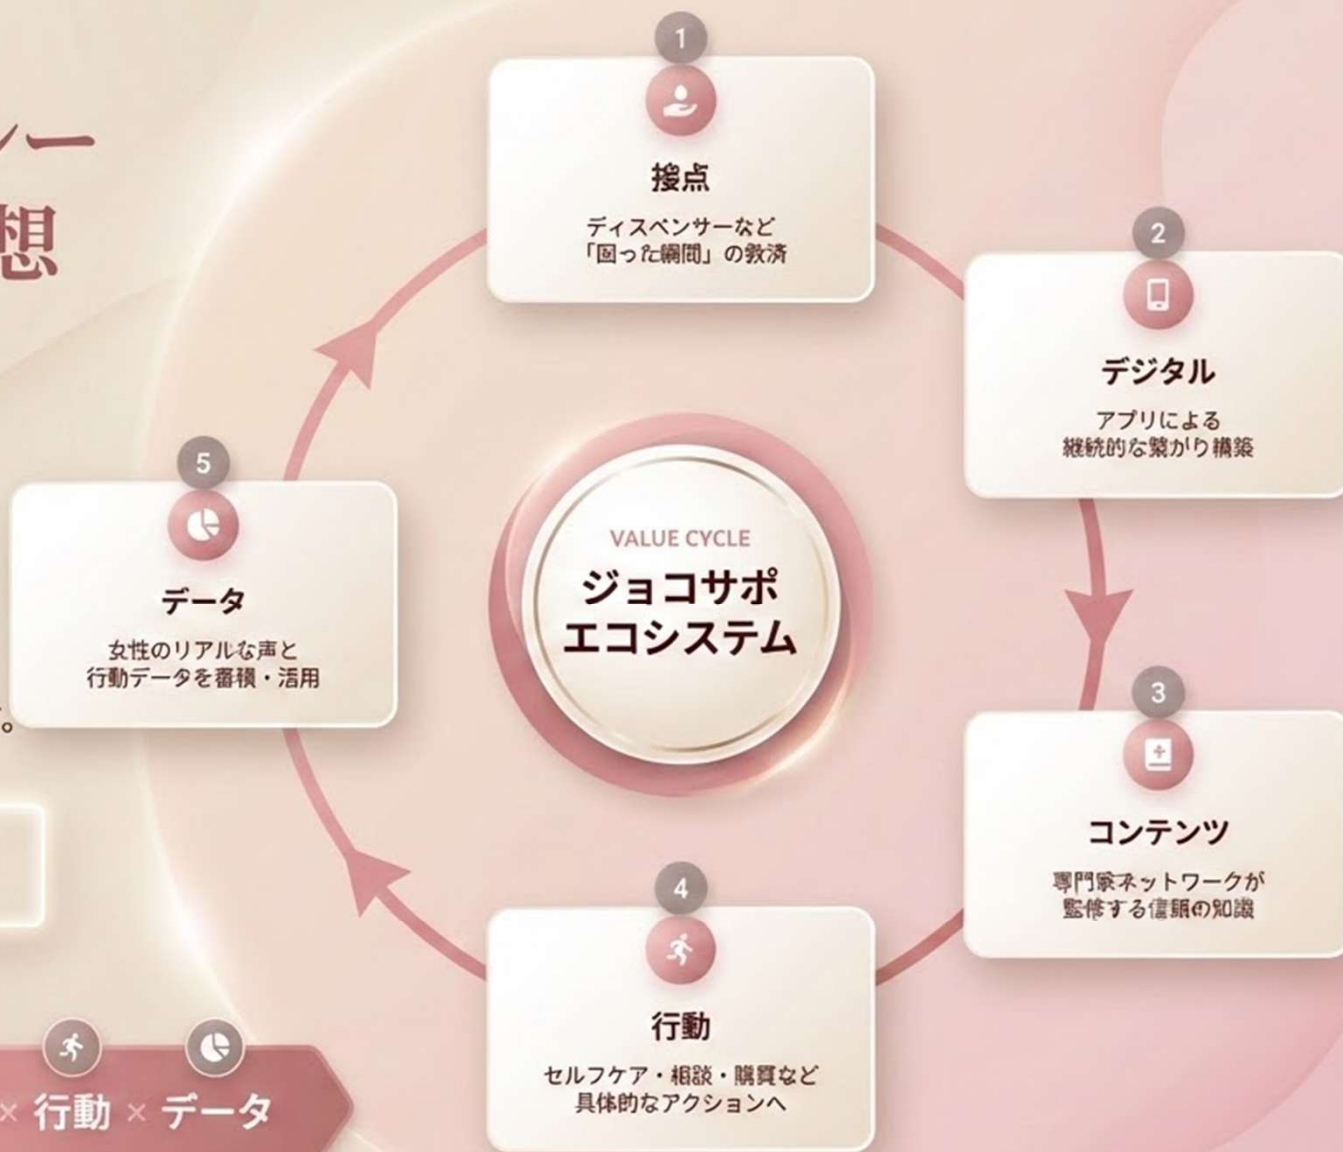 ー
想
1
接点
ディスペンサーなど
「困った瞬間」の救済
2
デジタル
アプリによる
継続的な繋がり構築
VALUE CYCLE
ジョコサポ
エコシステム
5
データ
女性のリアルな声と
行動データを蓄積・活用
。
3
コンテンツ
専門家ネットワークが
監修する信頼の知識
4
行動
セルフケア・相談・購買など
具体的なアクションへ
× 行動 × データ